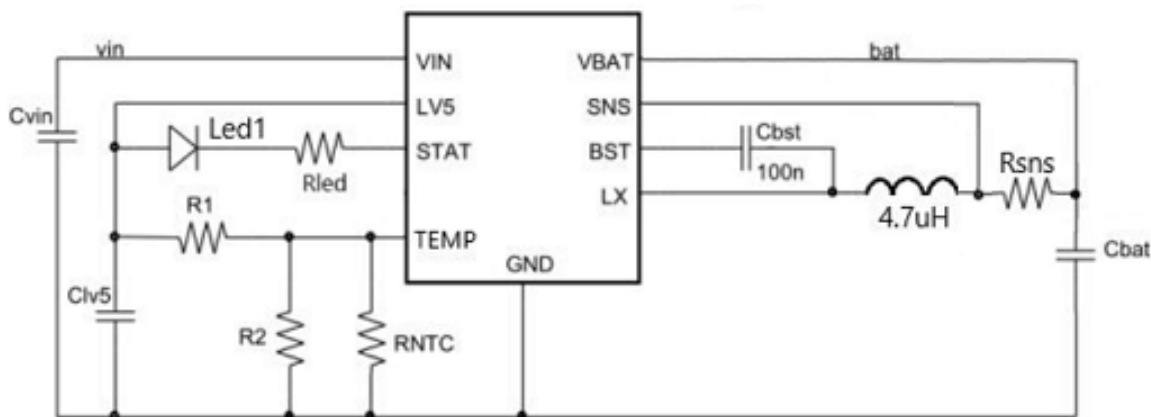 vin
VIN
VBAT
bat
Cvin
LV5
SNS
Led1
STAT
BST
Cbst
100n
Rled
LX
Rsns
R1
4.7uH
TEMP
GND
Cbat
Clv5
R2
RNTC